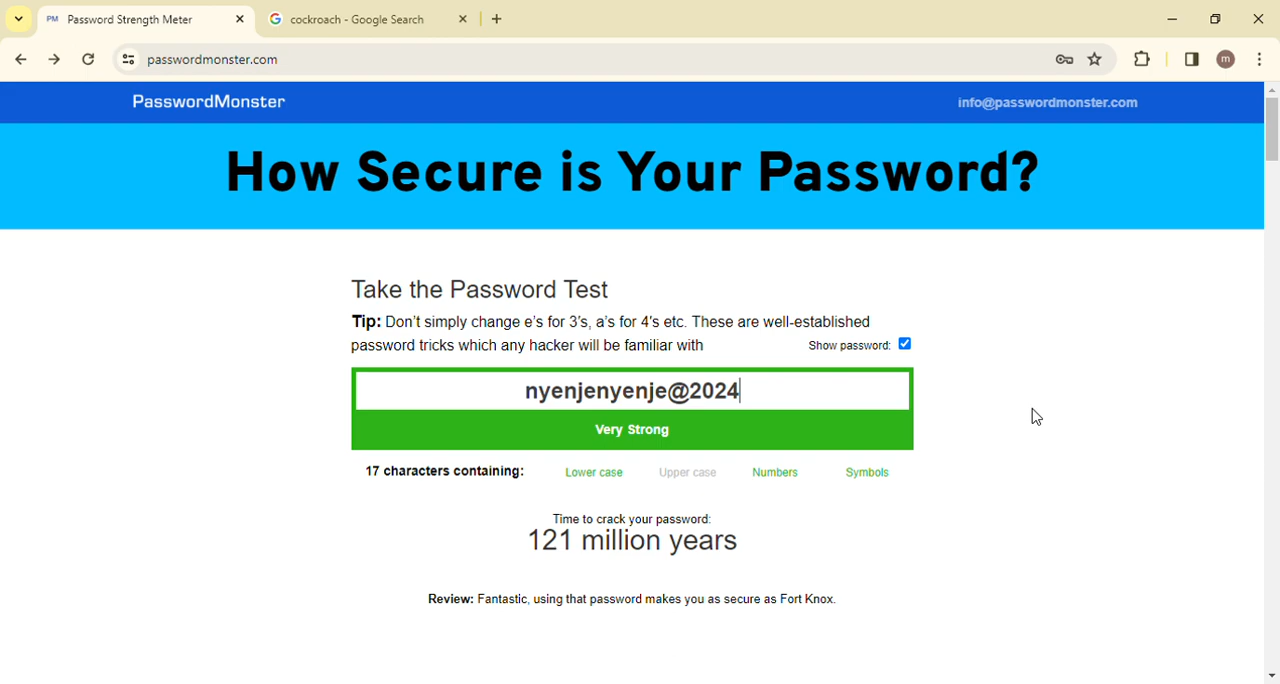 PM Password Strength Meter
G cockroach - Google Search
passwordmonster.com
m
PasswordMonster
info@passwordmonster.com
How Secure is Your Password?
Take the Password Test
Tip: Don't simply change e's for 3's, a's for 4's etc. These are well-established
password tricks which any hacker will be familiar with
Show password:
nyenjenyenje@2024
Very Strong
17 characters containing:
Lower case
Upper case
Numbers
Symbols
Time to crack your password:
121 million years
Review: Fantastic, using that password makes you as secure as Fort Knox.